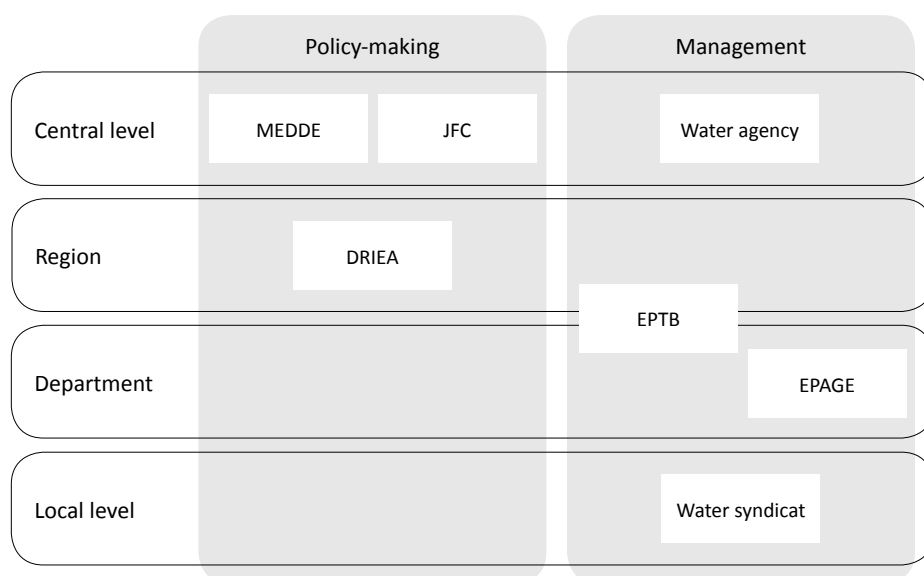 Policy-making
Management
Central level
MEDDE
JFC
Water agency
Region
DRIEA
EPTB
Department
EPAGE
Local level
Water syndicat